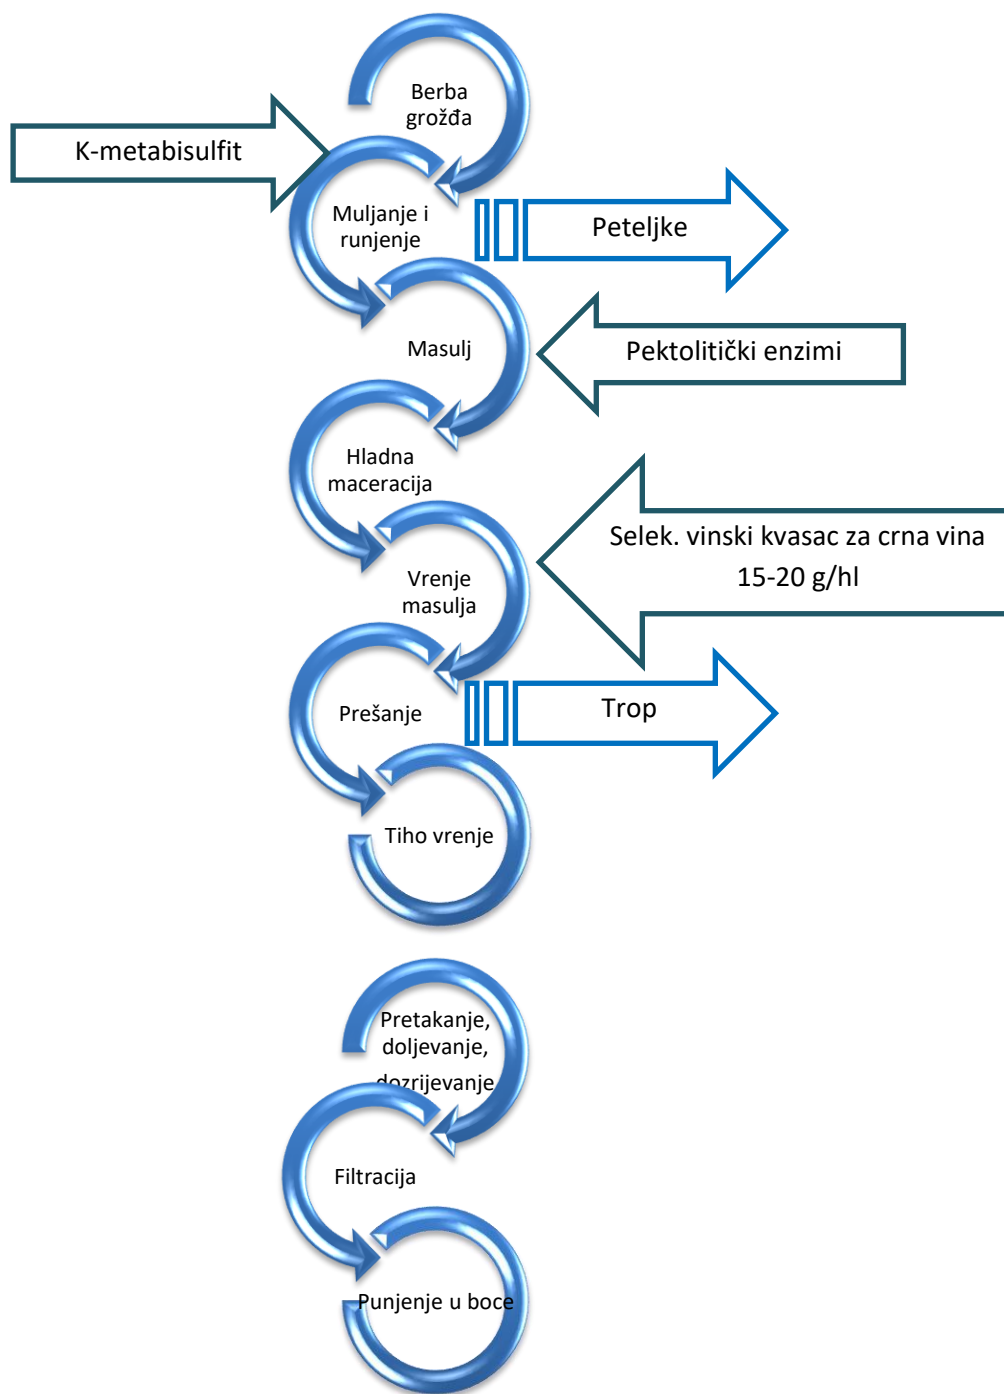 Berba
grožđa
K-metabisulfit
Muljanje i
runjenje
Peteljke
Masulj
Pektolitički enzimi
Hladna
maceracija
Selek. vinski kvasac za crna vina
15-20 g/hl
Vrenje
masulja
Prešanje
Trop
Tiho vrenje
Pretakanje,
doljevanje,
dozrijevanje
Filtracija
Punjenje u boce